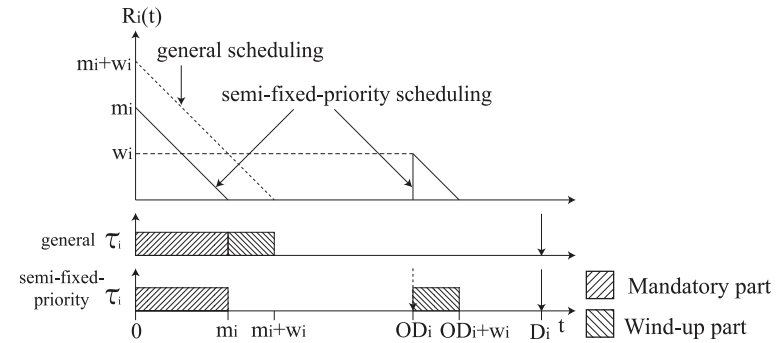 Ri(t)
general scheduling
mi+wi
semi-fixed-priority scheduling
mi
wi
general τi
semi-fixed-
priority τi
0 mi mi+wi ODi ODi+wi Di t
Mandatory part
Wind-up part